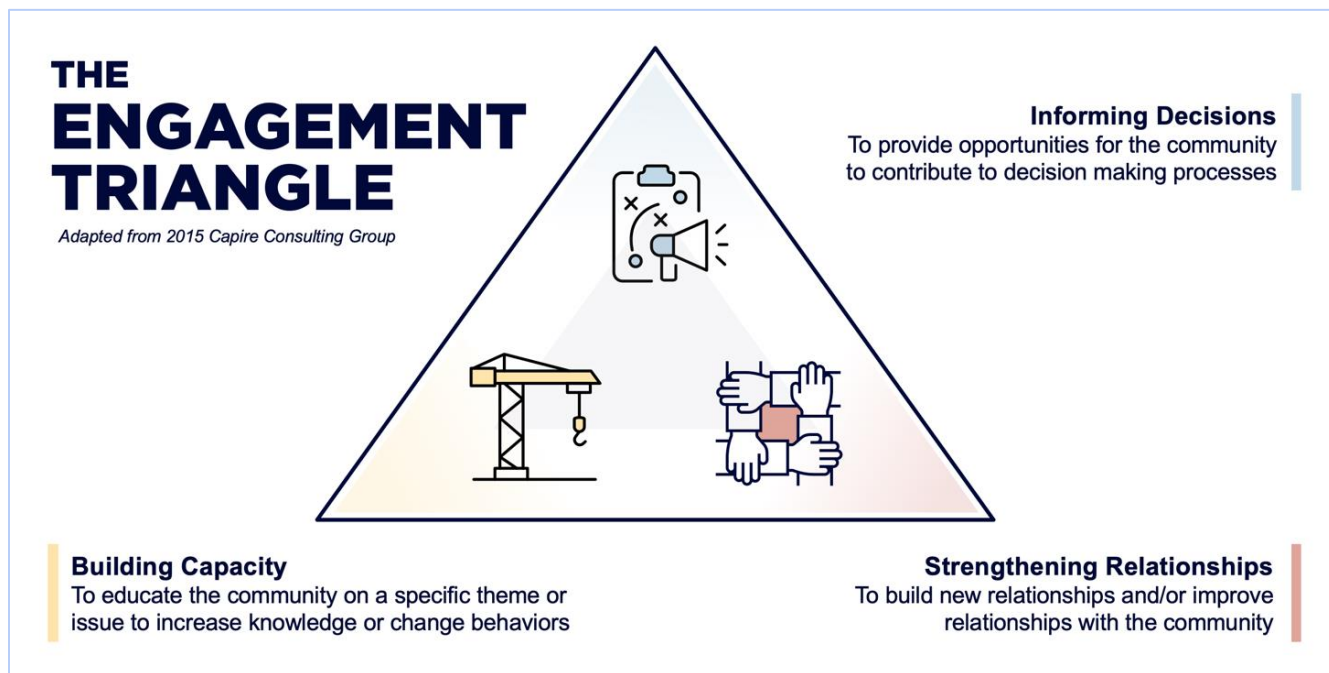 THE
ENGAGEMENT
TRIANGLE
Adapted from 2015 Capire Consulting Group
Informing Decisions
To provide opportunities for the community
to contribute to decision making processes
Building Capacity
To educate the community on a specific theme or
issue to increase knowledge or change behaviors
Strengthening Relationships
To build new relationships and/or improve
relationships with the community